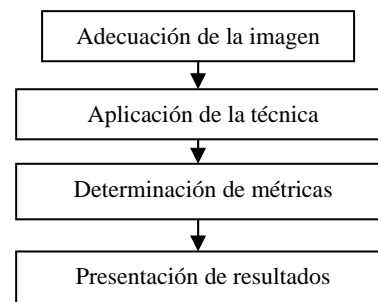 Adecuación de la imagen
Aplicación de la técnica
Determinación de métricas
Presentación de resultados